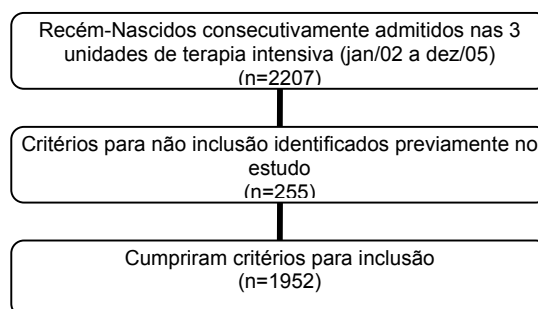 Recém-Nascidos consecutivamente admitidos nas 3
unidades de terapia intensiva (jan/02 a dez/05)
(n=2207)
Critérios para não inclusão identificados previamente no
estudo
(n=255)
Cumpriram critérios para inclusão
(n=1952)